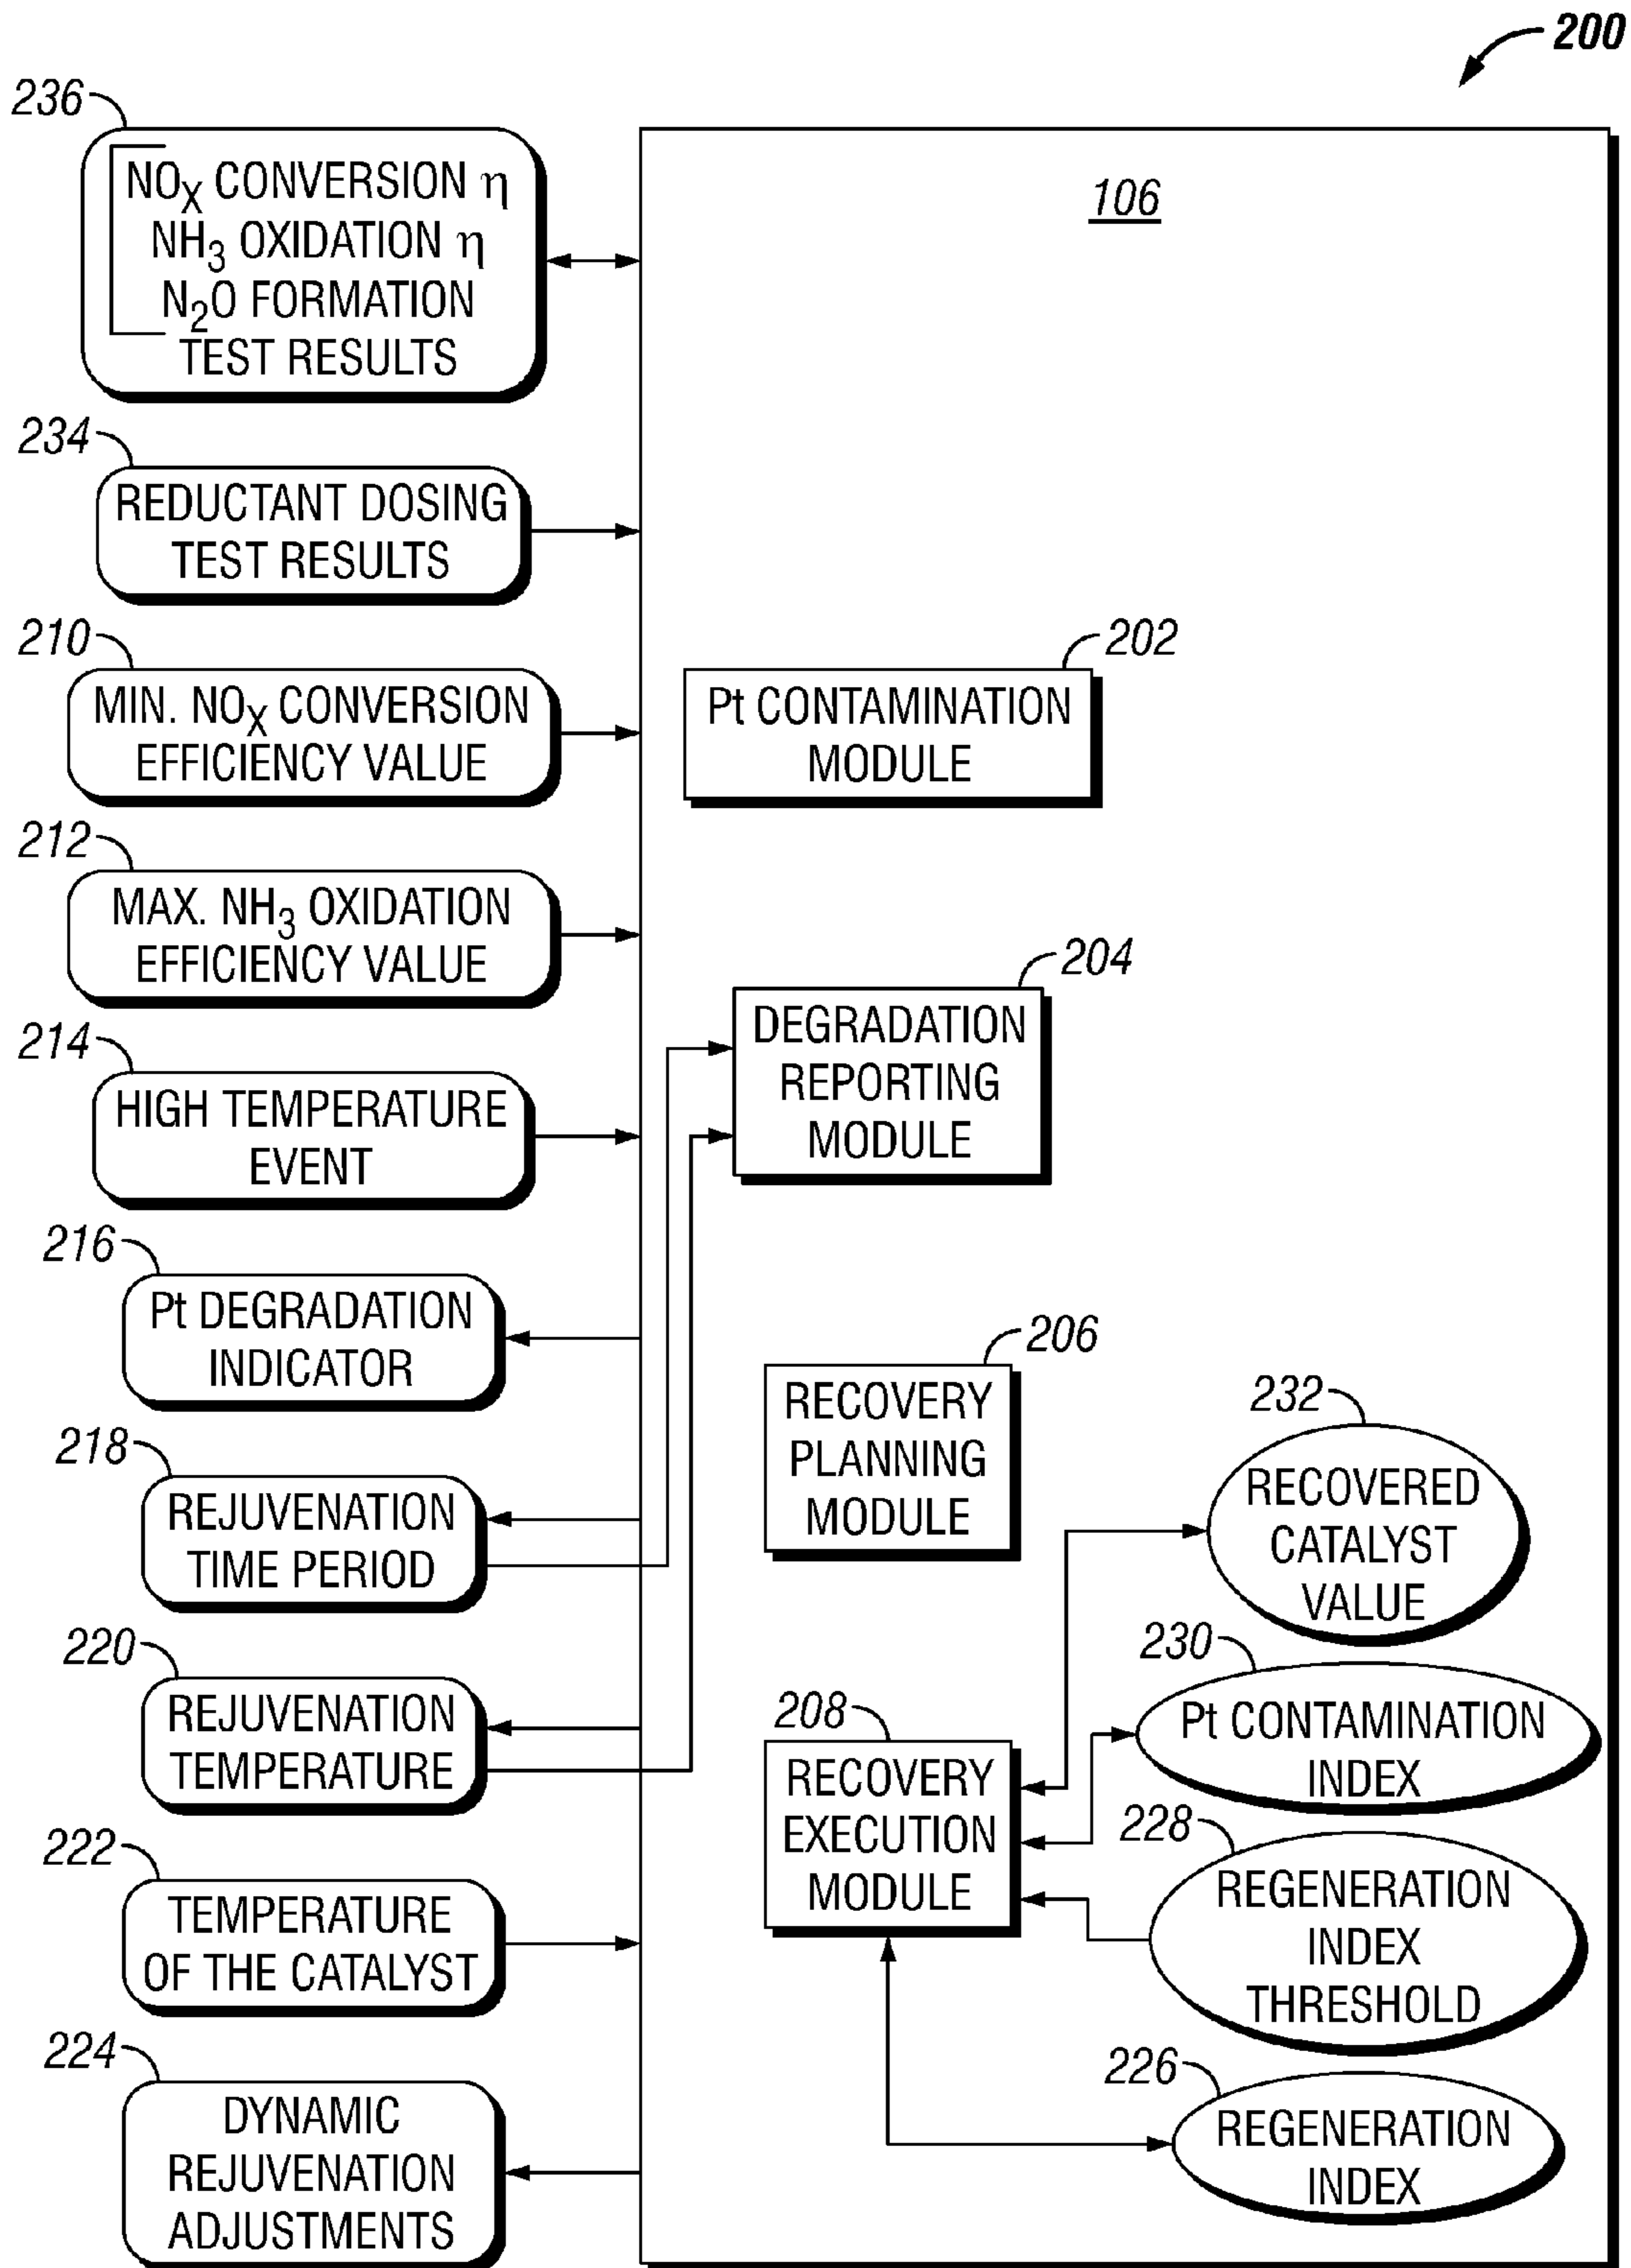 200
236
NOX CONVERSION η
NH3 OXIDATION η
N2O FORMATION
TEST RESULTS
106
234
REDUCTANT DOSING
TEST RESULTS
210
MIN. NOX CONVERSION
EFFICIENCY VALUE
202
Pt CONTAMINATION
MODULE
212
MAX. NH3 OXIDATION
EFFICIENCY VALUE
204
DEGRADATION
REPORTING
MODULE
214
HIGH TEMPERATURE
EVENT
216
Pt DEGRADATION
INDICATOR
206
RECOVERY
PLANNING
MODULE
232
RECOVERED
CATALYST
VALUE
218
REJUVENATION
TIME PERIOD
230
Pt CONTAMINATION
INDEX
220
REJUVENATION
TEMPERATURE
208
RECOVERY
EXECUTION
MODULE
228
REGENERATION
INDEX
THRESHOLD
222
TEMPERATURE
OF THE CATALYST
226
REGENERATION
INDEX
224
DYNAMIC
REJUVENATION
ADJUSTMENTS